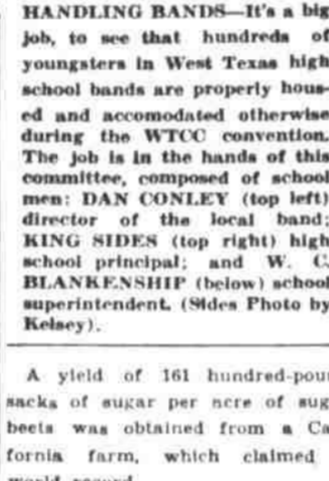 HANDLING BANDS—It's a big
job, to see that hundreds of
youngsters in West Texas high
school bands are properly hous-
ed and accomodated otherwise
during the WTCC convention.
The job is in the hands of this
committee, composed of school
men: DAN CONLEY (top left)
director of the local band;
KING SIDES (top right) high
school principal; and W. C.
BLANKENSHIP (below) school
superintendent. (Sides Photo by
Kelsey).
A yield of 161 hundred-poun
sacks of sugar per acre of sug
beets was obtained from a Ca
fornia farm, which claimed
world record